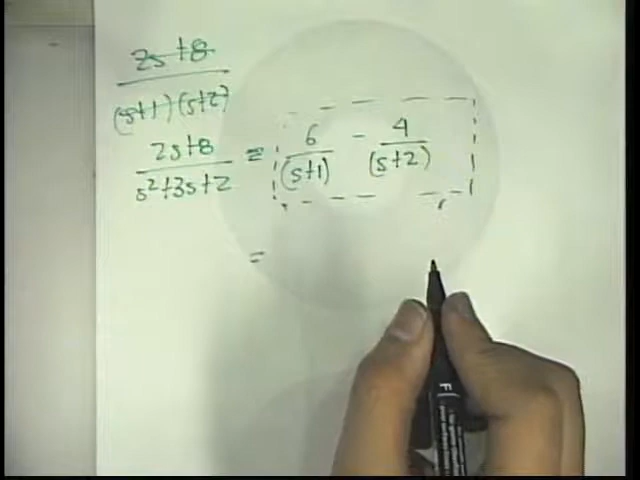 2s+8
(s+1)(s+2)
2s+8 / s²+3s+2 = 6/(s+1) - 4/(s+2)
=
F